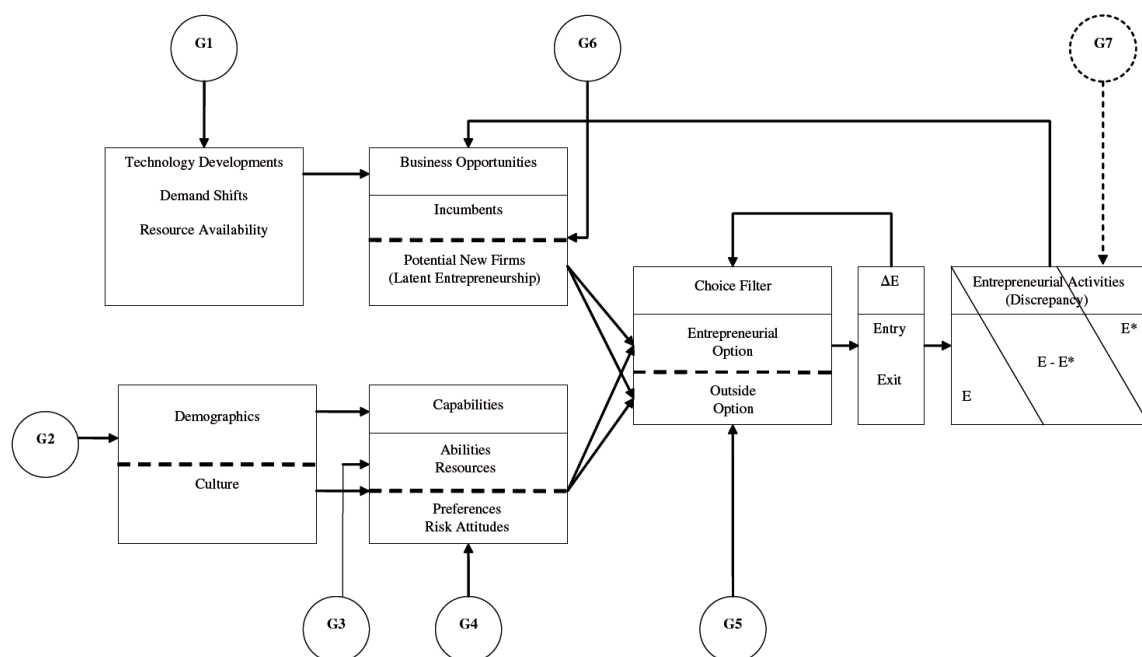 G1
G6
G7
Technology Developments
Demand Shifts
Resource Availability
Business Opportunities
Incumbents
Potential New Firms
(Latent Entrepreneurship)
Choice Filter
Entrepreneurial
Option
Outside
Option
ΔE
Entry
Exit
Entrepreneurial Activities
(Discrepancy)
E*
E - E*
E
G2
Demographics
Culture
Capabilities
Abilities
Resources
Preferences
Risk Attitudes
G3
G4
G5